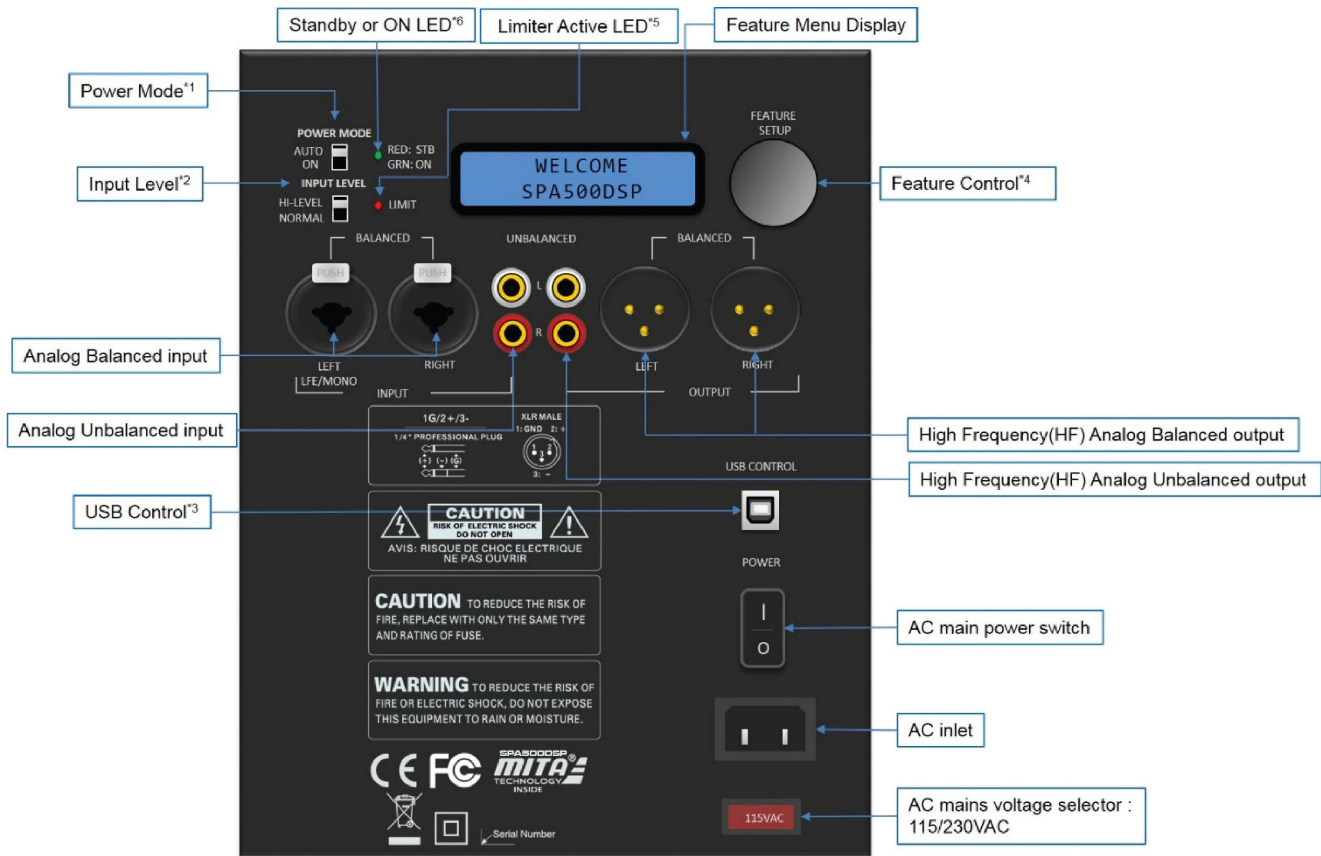 Standby or ON LED*6
Limiter Active LED*5
Feature Menu Display
Power Mode*1
POWER MODE
AUTO
ON
RED: STB
GRN: ON
FEATURE
SETUP
WELCOME
SPA500DSP
Input Level*2
INPUT LEVEL
HI-LEVEL
NORMAL
LIMIT
Feature Control*4
BALANCED
UNBALANCED
BALANCED
PUSH
PUSH
L
R
Analog Balanced input
LEFT
RIGHT
LEFT
RIGHT
LFE/MONO
INPUT
OUTPUT
Analog Unbalanced input
1G/2+/3-
1/4" PROFESSIONAL PLUG
(+) (-) (G)
XLR MALE
1: GND 2: +
1 2
3
3: -
High Frequency(HF) Analog Balanced output
High Frequency(HF) Analog Unbalanced output
USB CONTROL
USB Control*3
CAUTION
RISK OF ELECTRIC SHOCK
DO NOT OPEN
AVIS: RISQUE DE CHOC ELECTRIQUE
NE PAS OUVRIR
POWER
CAUTION TO REDUCE THE RISK OF
FIRE, REPLACE WITH ONLY THE SAME TYPE
AND RATING OF FUSE.
I
O
AC main power switch
WARNING TO REDUCE THE RISK OF
FIRE OR ELECTRIC SHOCK, DO NOT EXPOSE
THIS EQUIPMENT TO RAIN OR MOISTURE.
AC inlet
CE FC
SPA500DSP
MITA®
TECHNOLOGY
INSIDE
Serial Number
115VAC
AC mains voltage selector :
115/230VAC